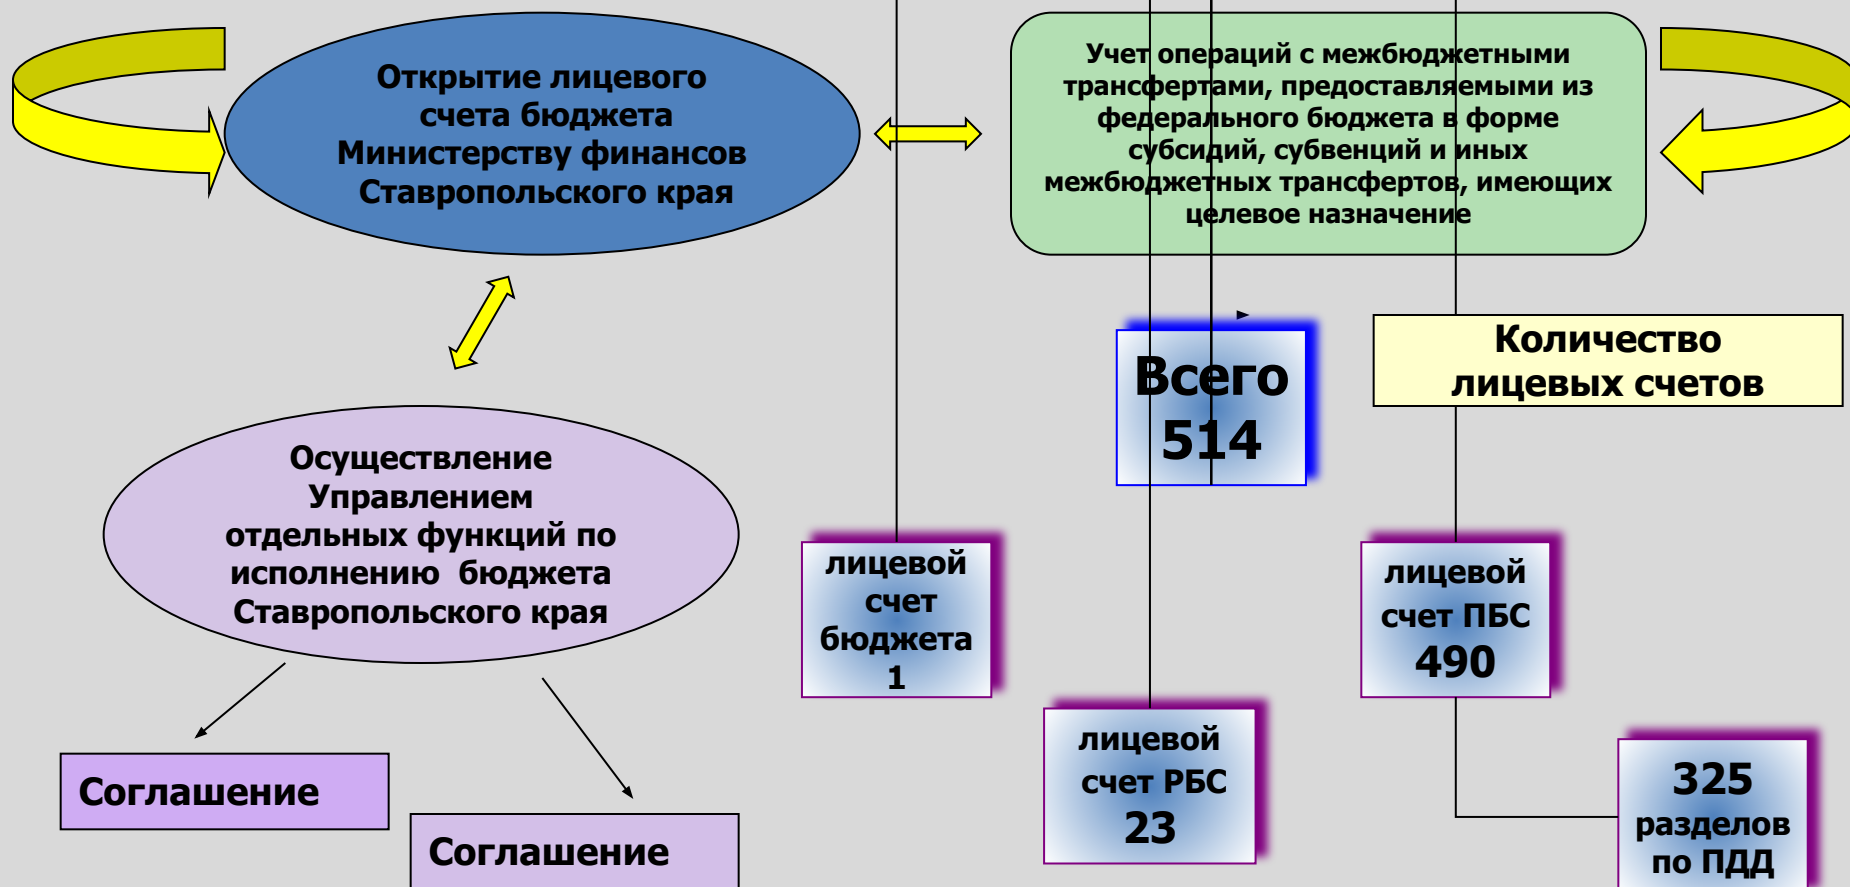 Открытие лицевого
счета бюджета
Министерству финансов
Ставропольского края
Учет операций с межбюджетными
трансфертами, предоставляемыми из
федерального бюджета в форме
субсидий, субвенций и иных
межбюджетных трансфертов, имеющих
целевое назначение
Всего
514
Количество
лицевых счетов
Осуществление
Управлением
отдельных функций по
исполнению бюджета
Ставропольского края
лицевой
счет
бюджета
1
лицевой
счет ПБС
490
лицевой
счет РБС
23
325
разделов
по ПДД
Соглашение
Соглашение